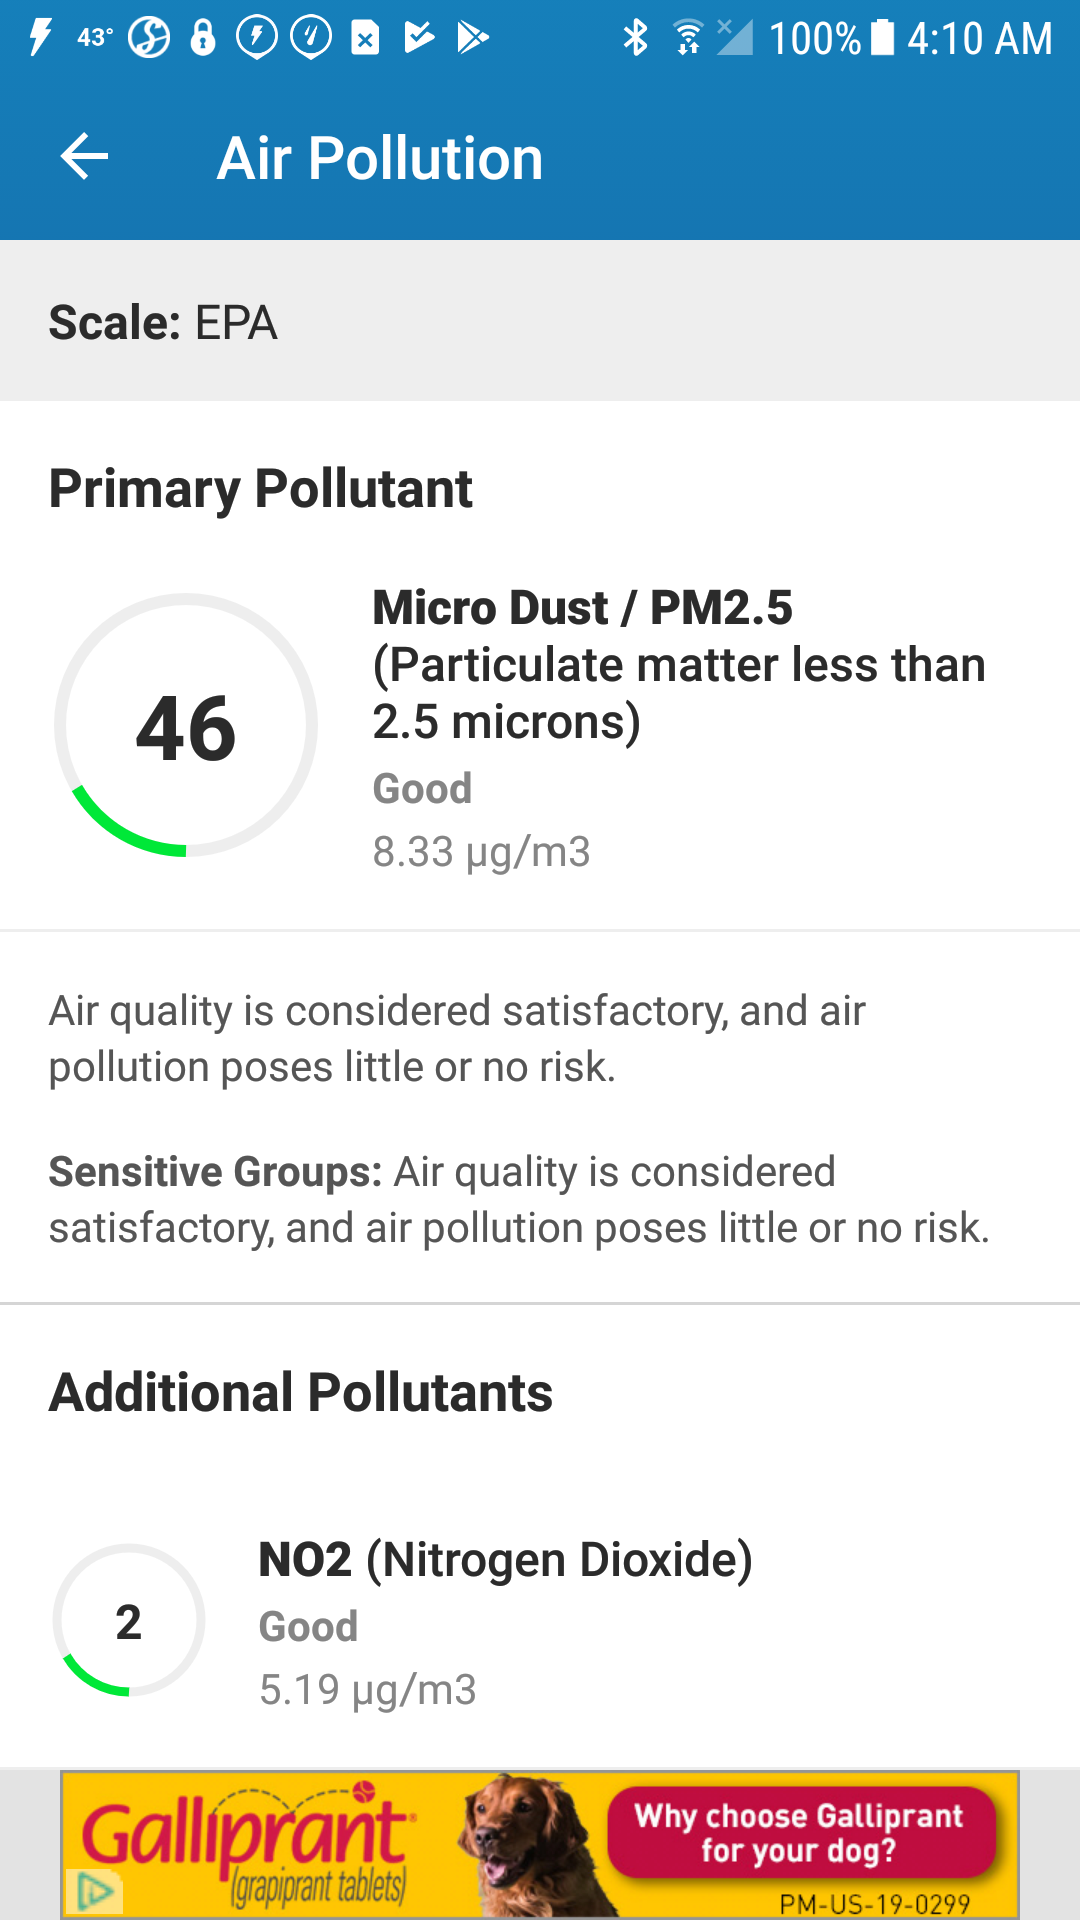 43° 100% 4:10 AM
Air Pollution
Scale: EPA
Primary Pollutant
46
Micro Dust / PM2.5
(Particulate matter less than
2.5 microns)
Good
8.33 µg/m3
Air quality is considered satisfactory, and air
pollution poses little or no risk.
Sensitive Groups: Air quality is considered
satisfactory, and air pollution poses little or no risk.
Additional Pollutants
2
NO2 (Nitrogen Dioxide)
Good
5.19 µg/m3
Galliprant®
(grapiprant tablets)
Why choose Galliprant
for your dog?
PM-US-19-0299